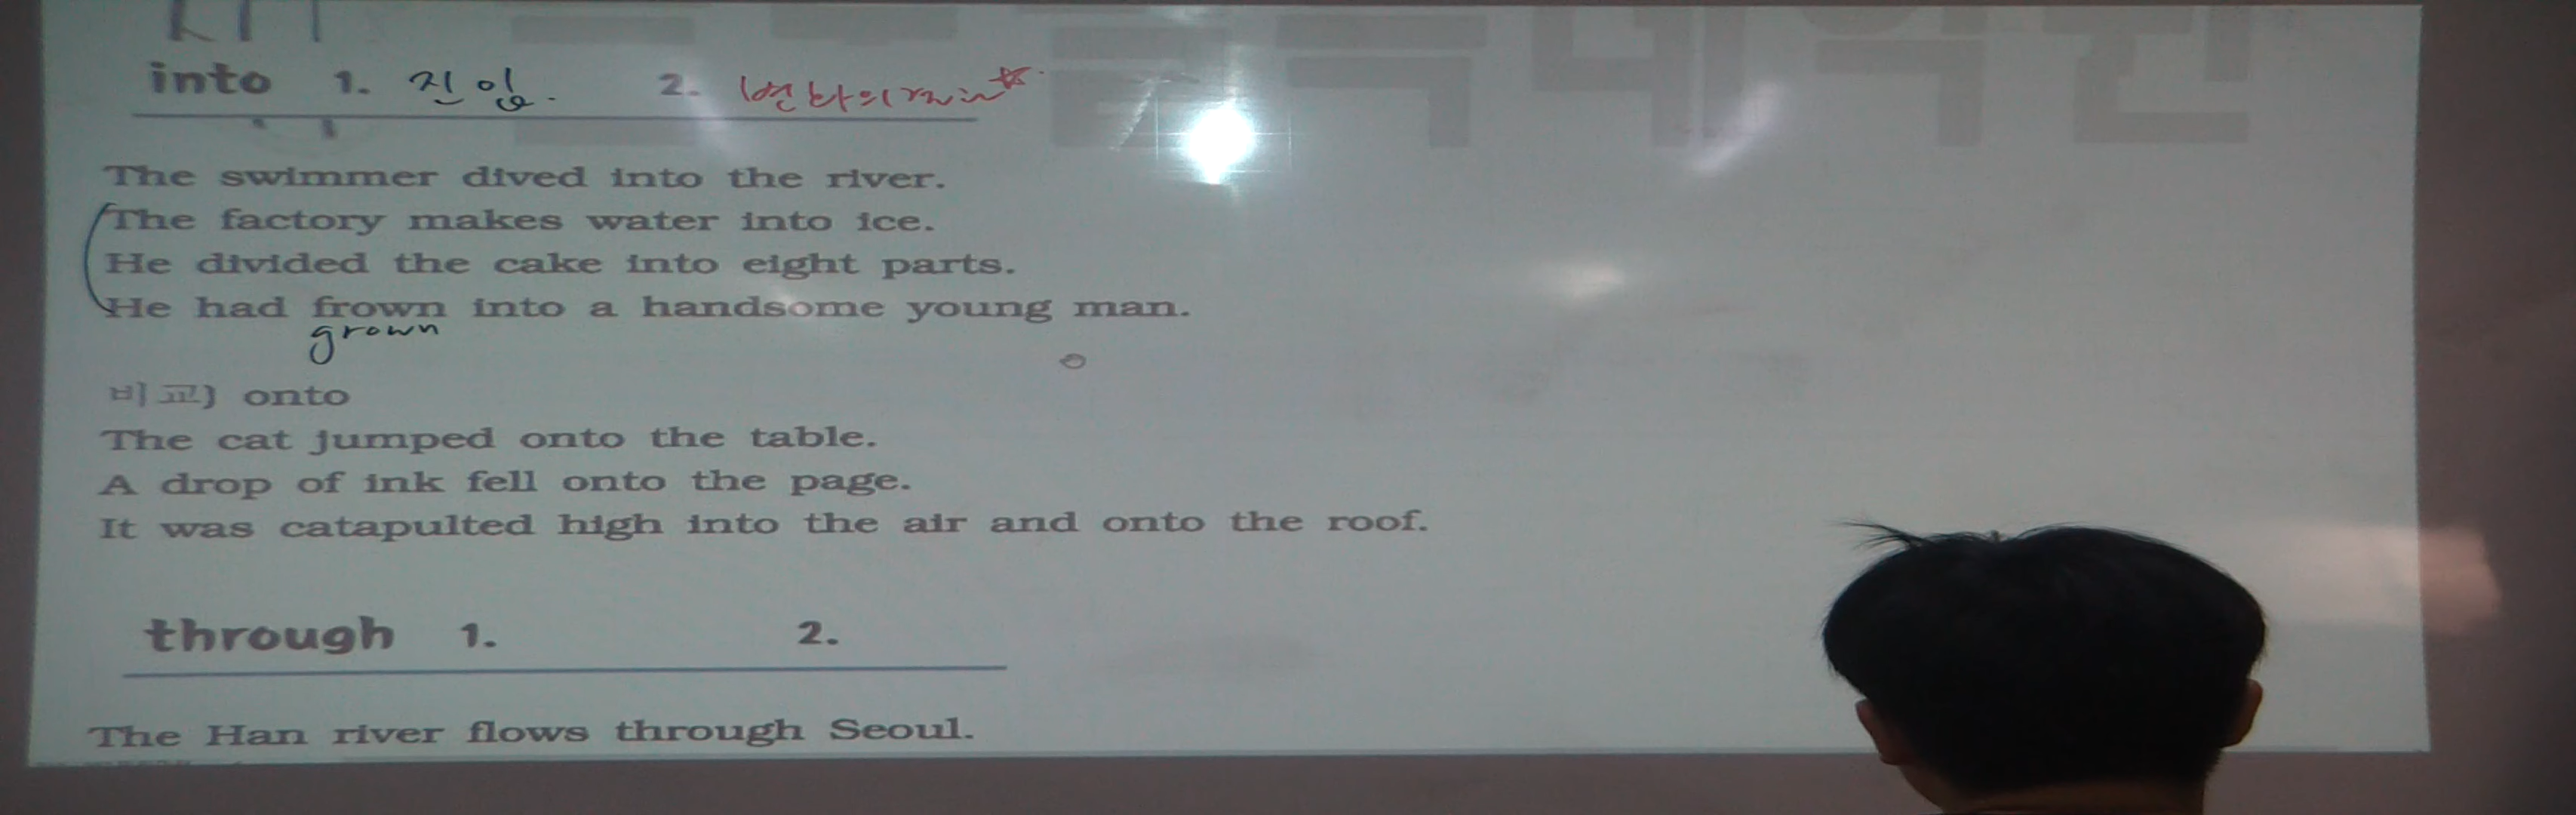 into 1. 진입. 2. 변화의
The swimmer dived into the river.
The factory makes water into ice.
He divided the cake into eight parts.
He had frown into a handsome young man.
grown
비교) onto
The cat jumped onto the table.
A drop of ink fell onto the page.
It was catapulted high into the air and onto the roof.
through 1. 2.
The Han river flows through Seoul.